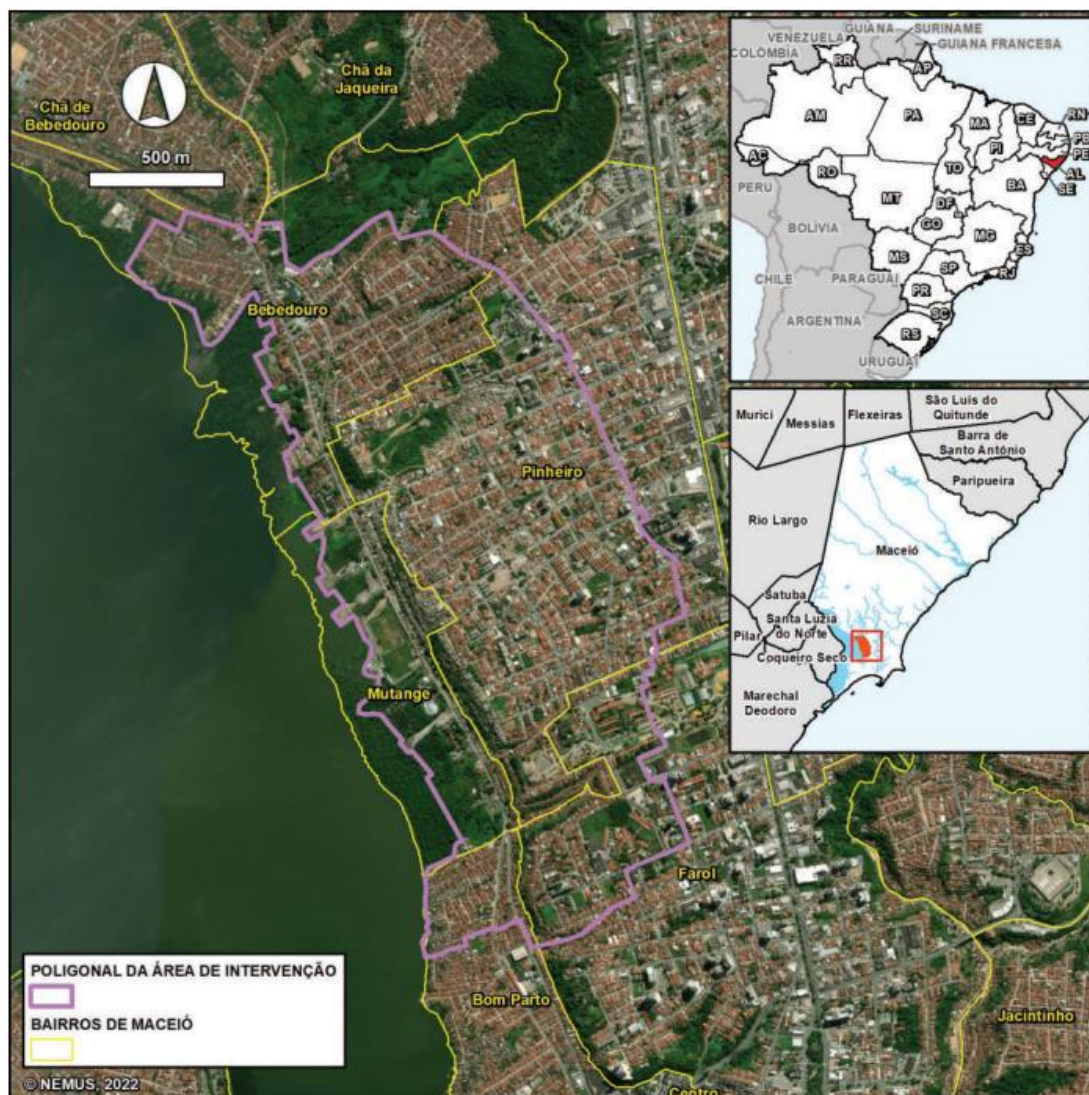 Chã da
Jaqueira
Chã de
Bebedouro
500 m
Bebedouro
Pinheiro
Mutange
Farol
Bom Parto
Jacintinho
Centro
POLIGONAL DA ÁREA DE INTERVENÇÃO
BAIRROS DE MACEIÓ
© NEMUS, 2022
GUIANA
SURINAME
VENEZUELA
GUIANA FRANCESA
COLÔMBIA
RR
AP
AM
PA
MA
CE
RN
PB
PI
PE
AC
TO
AL
RO
BA
SE
PERU
MT
DF
GO
BOLÍVIA
MG
ES
MS
SP
RJ
PARAGUAI
CHILE
PR
SC
ARGENTINA
RS
URUGUAI
Murici
Messias
Flexeiras
São Luís do
Quitunde
Barra de
Santo António
Paripueira
Rio Largo
Maceió
Satuba
Santa Luzia
do Norte
Pilar
Coqueiro Seco
Marechal
Deodoro